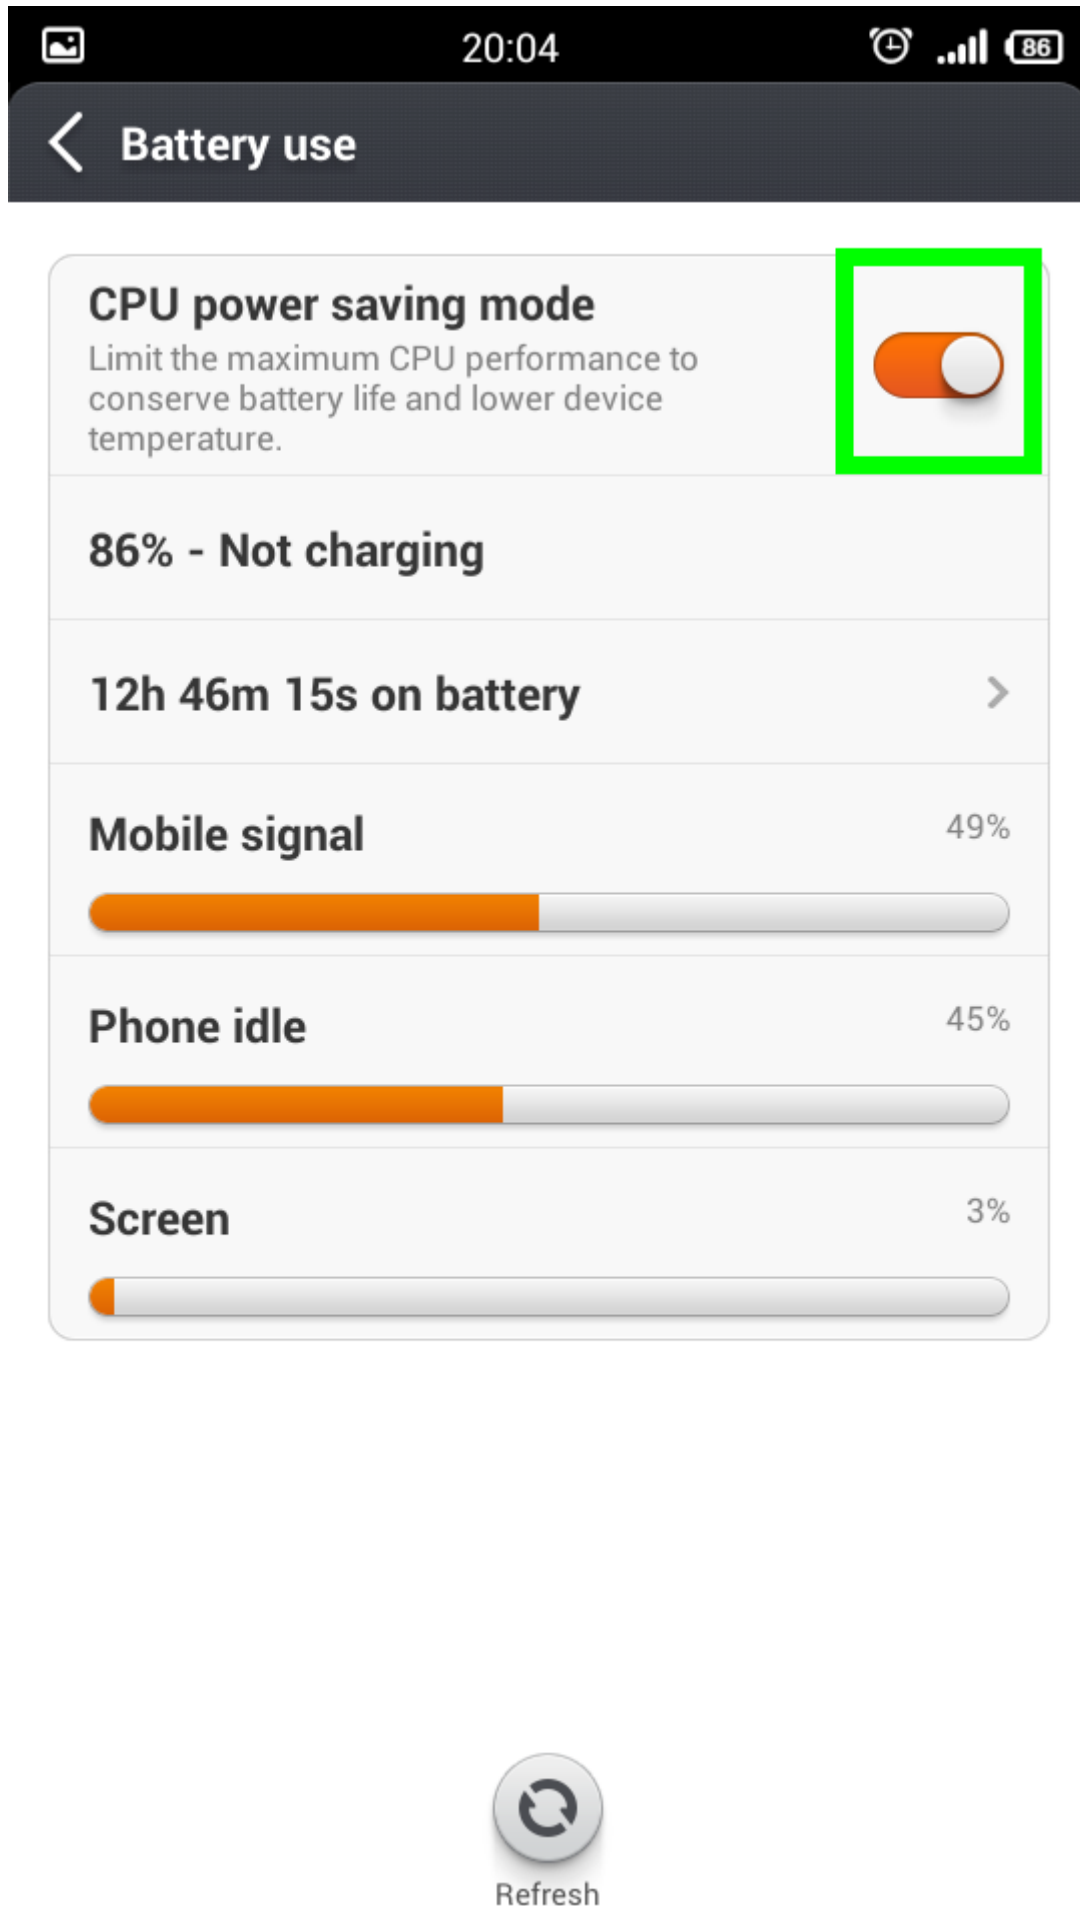 20:04
86
Battery use
CPU power saving mode
Limit the maximum CPU performance to
conserve battery life and lower device
temperature.
86% - Not charging
12h 46m 15s on battery
Mobile signal
49%
Phone idle
45%
Screen
3%
Refresh